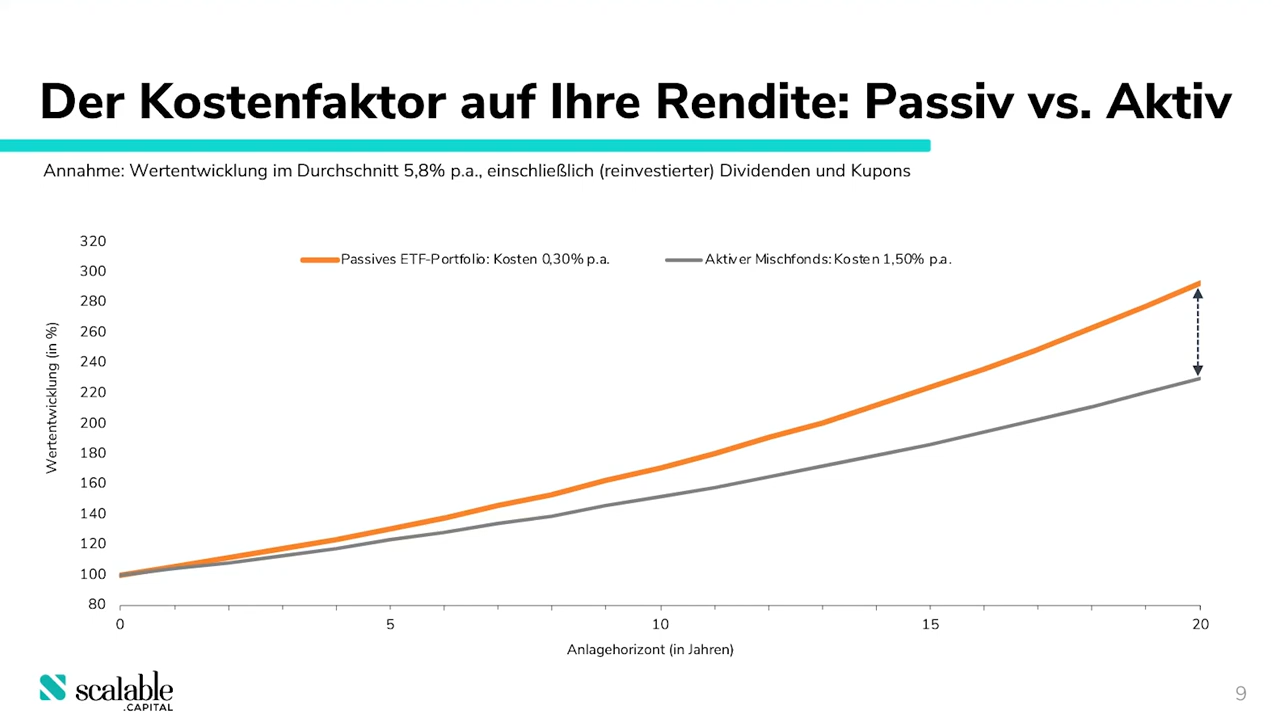 Der Kostenfaktor auf Ihre Rendite: Passiv vs. Aktiv
Annahme: Wertentwicklung im Durchschnitt 5,8% p.a., einschließlich (reinvestierter) Dividenden und Kupons
Passives ETF-Portfolio: Kosten 0,30% p.a.
Aktiver Mischfonds: Kosten 1,50% p.a.
Wertentwicklung (in %)
320
300
280
260
240
220
200
180
160
140
120
100
80
0 5 10 15 20
Anlagehorizont (in Jahren)
scalable
.CAPITAL
9